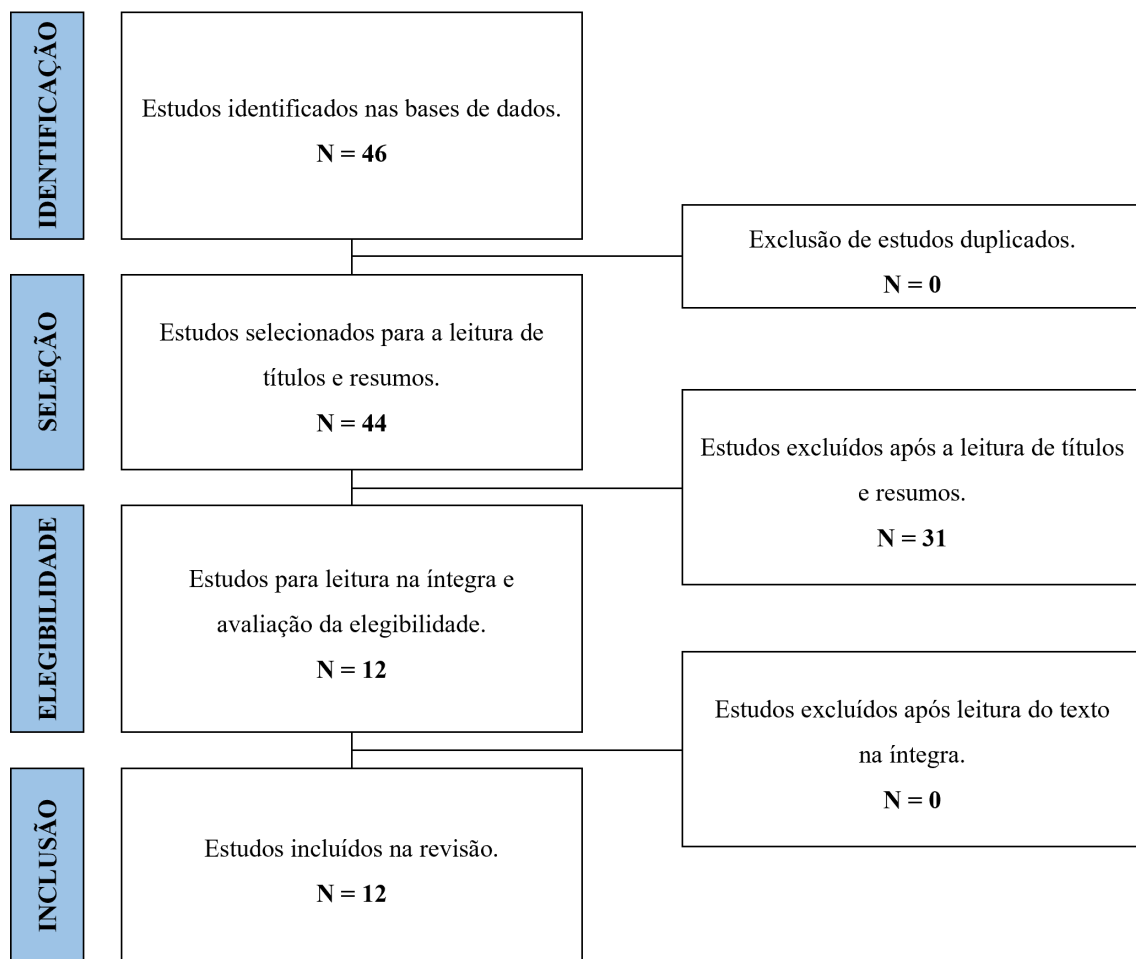 IDENTIFICAÇÃO
Estudos identificados nas bases de dados.
N = 46
Exclusão de estudos duplicados.
N = 0
SELEÇÃO
Estudos selecionados para a leitura de
títulos e resumos.
N = 44
Estudos excluídos após a leitura de títulos
e resumos.
N = 31
ELEGIBILIDADE
Estudos para leitura na íntegra e
avaliação da elegibilidade.
N = 12
Estudos excluídos após leitura do texto
na íntegra.
N = 0
INCLUSÃO
Estudos incluídos na revisão.
N = 12